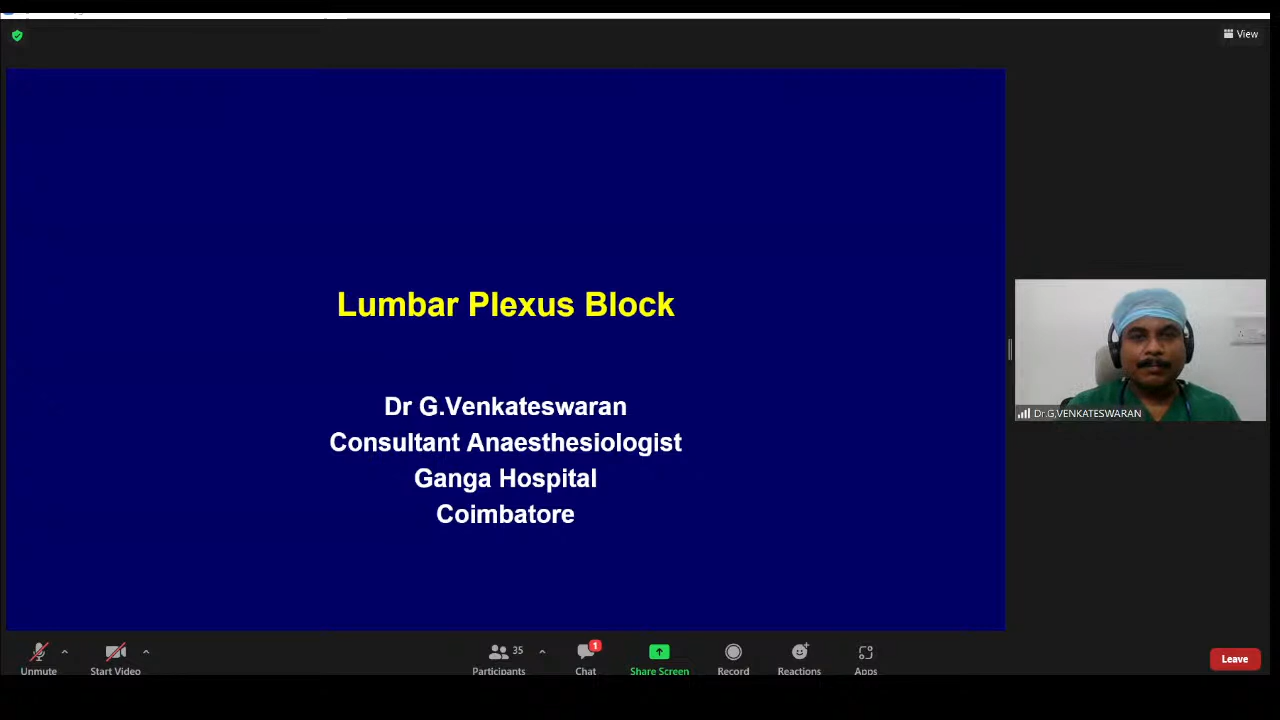 View
Lumbar Plexus Block
Dr G.Venkateswaran
Consultant Anaesthesiologist
Ganga Hospital
Coimbatore
Dr.G.VENKATESWARAN
Unmute
Start Video
35
Participants
1
Chat
Share Screen
Record
Reactions
Apps
Leave